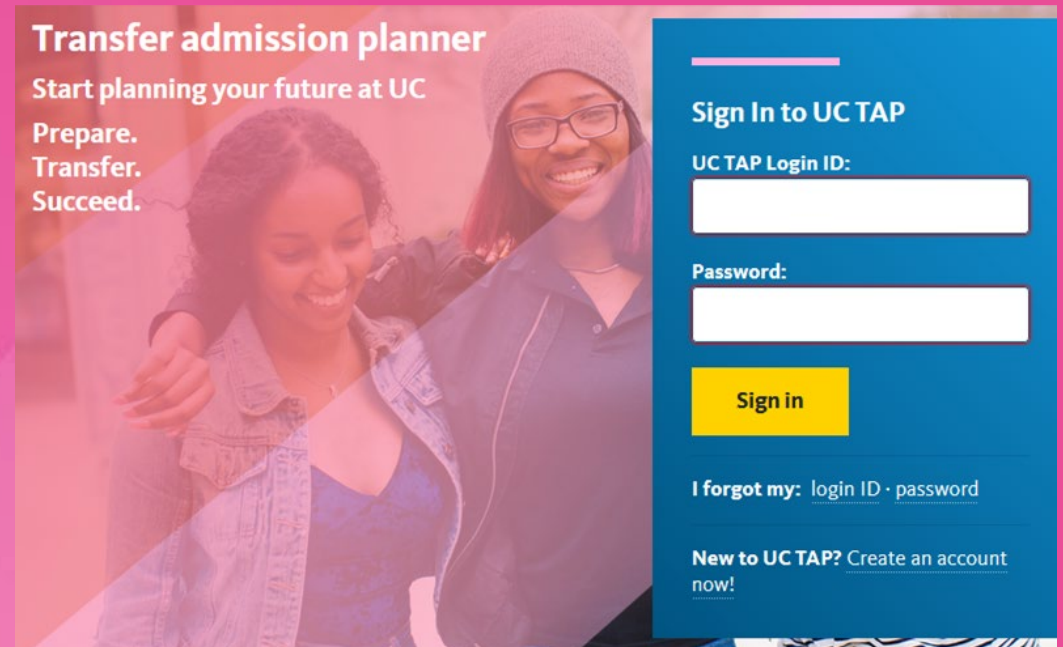 Transfer admission planner
Start planning your future at UC
Prepare.
Transfer.
Succeed.
Sign In to UC TAP
UC TAP Login ID:
Password:
Sign in
I forgot my: login ID · password
New to UC TAP? Create an account
now!